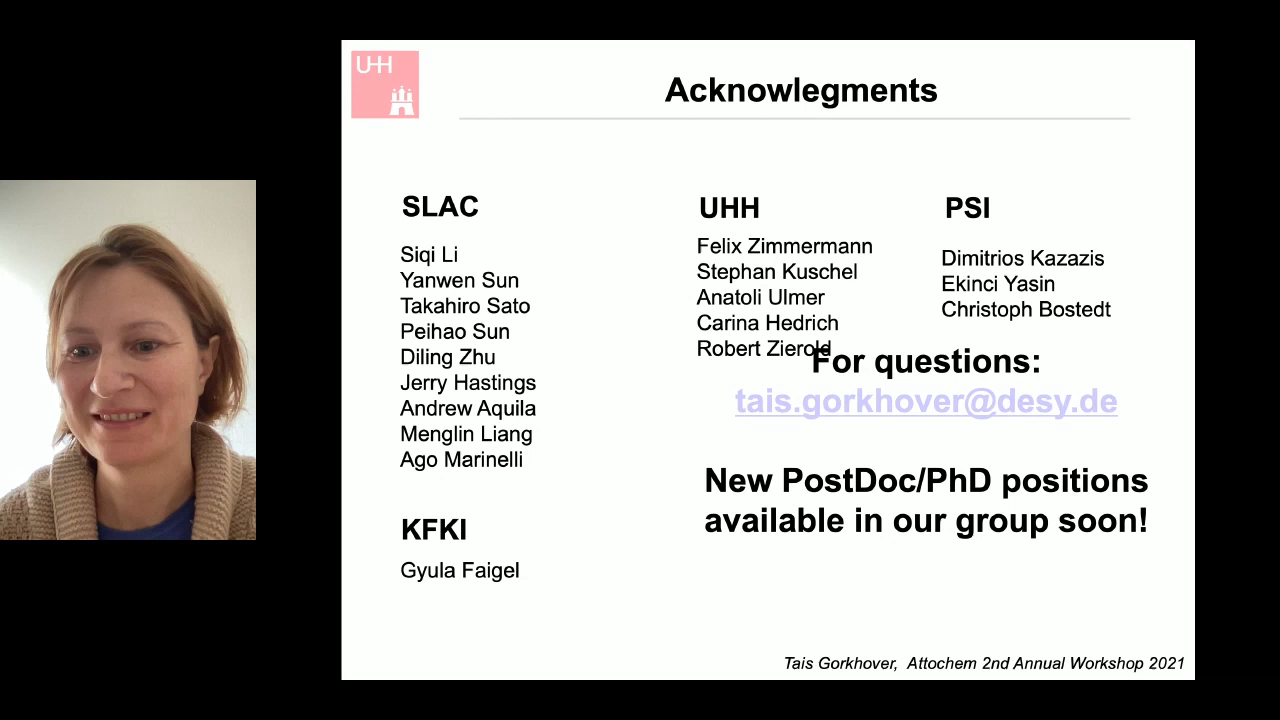 UHH
Acknowlegments
SLAC
Siqi Li
Yanwen Sun
Takahiro Sato
Peihao Sun
Diling Zhu
Jerry Hastings
Andrew Aquila
Menglin Liang
Ago Marinelli
KFKI
Gyula Faigel
UHH
Felix Zimmermann
Stephan Kuschel
Anatoli Ulmer
Carina Hedrich
Robert Zierold
PSI
Dimitrios Kazazis
Ekinci Yasin
Christoph Bostedt
For questions:
tais.gorkhover@desy.de
New PostDoc/PhD positions
available in our group soon!
Tais Gorkhover, Attochem 2nd Annual Workshop 2021